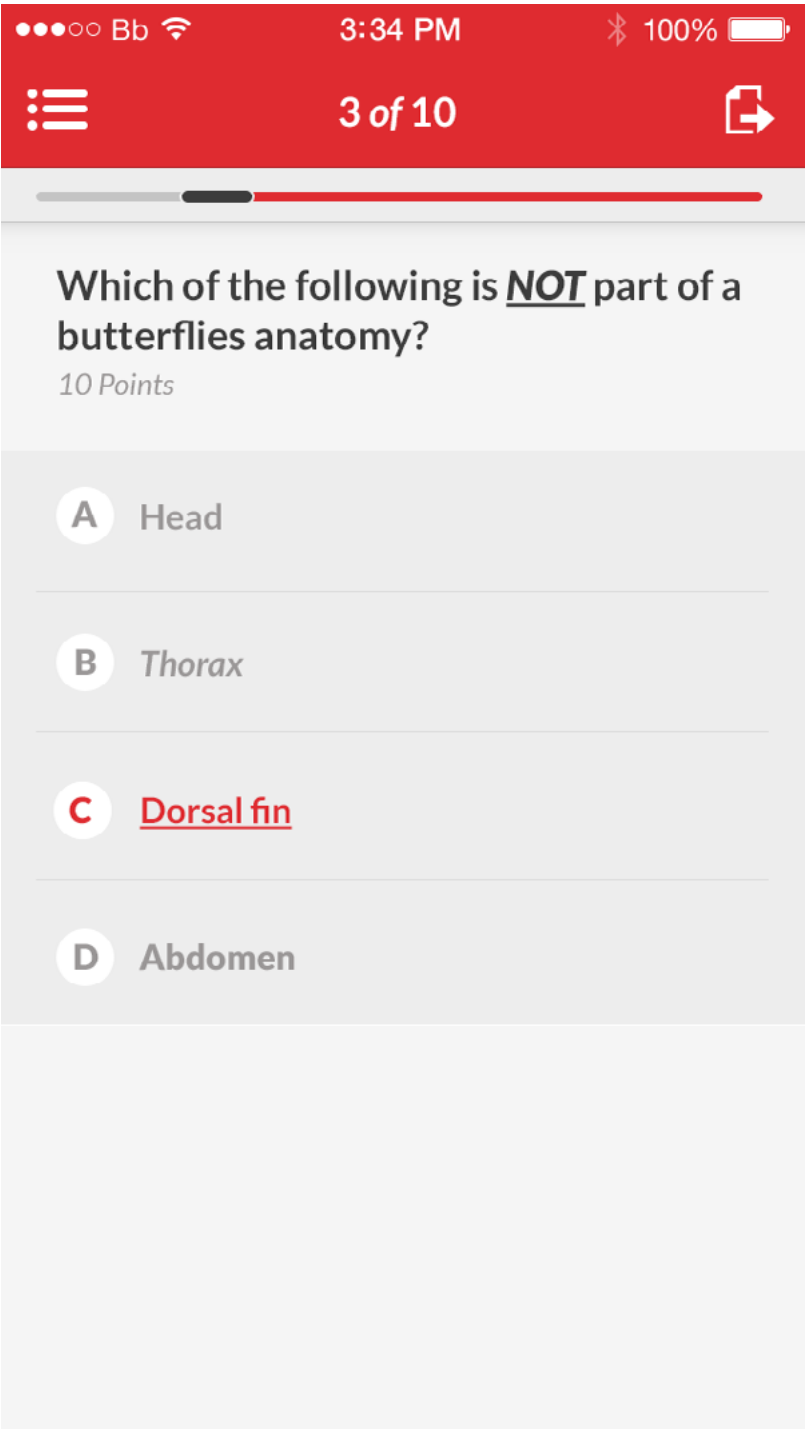 Bb 3:34 PM 100%
3 of 10
Which of the following is NOT part of a
butterflies anatomy?
10 Points
A Head
B Thorax
C Dorsal fin
D Abdomen